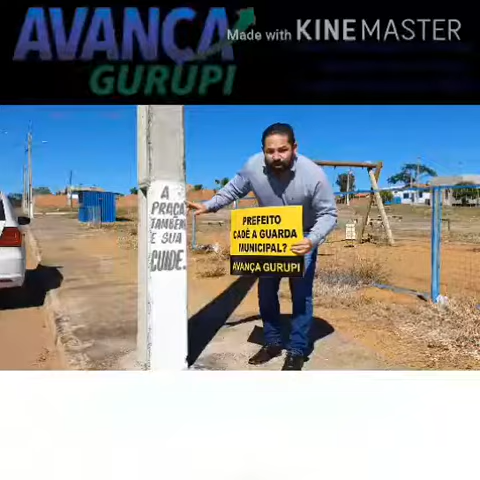 AVANÇA
Made with KINEMASTER
GURUPI
A
PRAÇA
TAMBÉM
É SUA
CUIDE.
PREFEITO
CADÊ A GUARDA
MUNICIPAL?
AVANÇA GURUPI